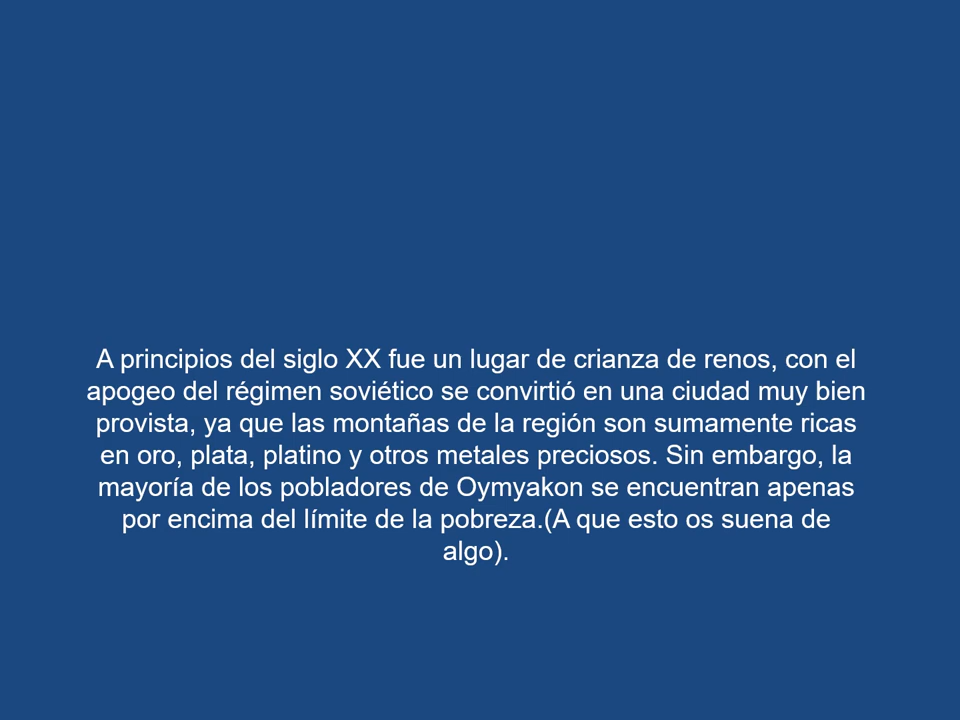 A principios del siglo XX fue un lugar de crianza de renos, con el
apogeo del régimen soviético se convirtió en una ciudad muy bien
provista, ya que las montañas de la región son sumamente ricas
en oro, plata, platino y otros metales preciosos. Sin embargo, la
mayoría de los pobladores de Oymyakon se encuentran apenas
por encima del límite de la pobreza.(A que esto os suena de
algo).